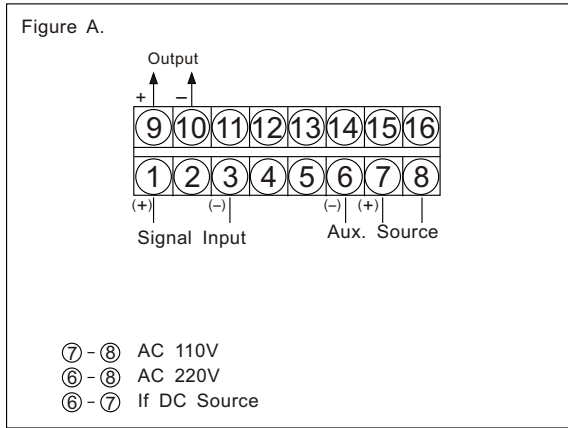 Figure A.
Output
+ −
9 10 11 12 13 14 15 16
1 2 3 4 5 6 7 8
(+) (−) (−) (+)
Signal Input Aux. Source
⑦ - ⑧ AC 110V
⑥ - ⑧ AC 220V
⑥ - ⑦ If DC Source